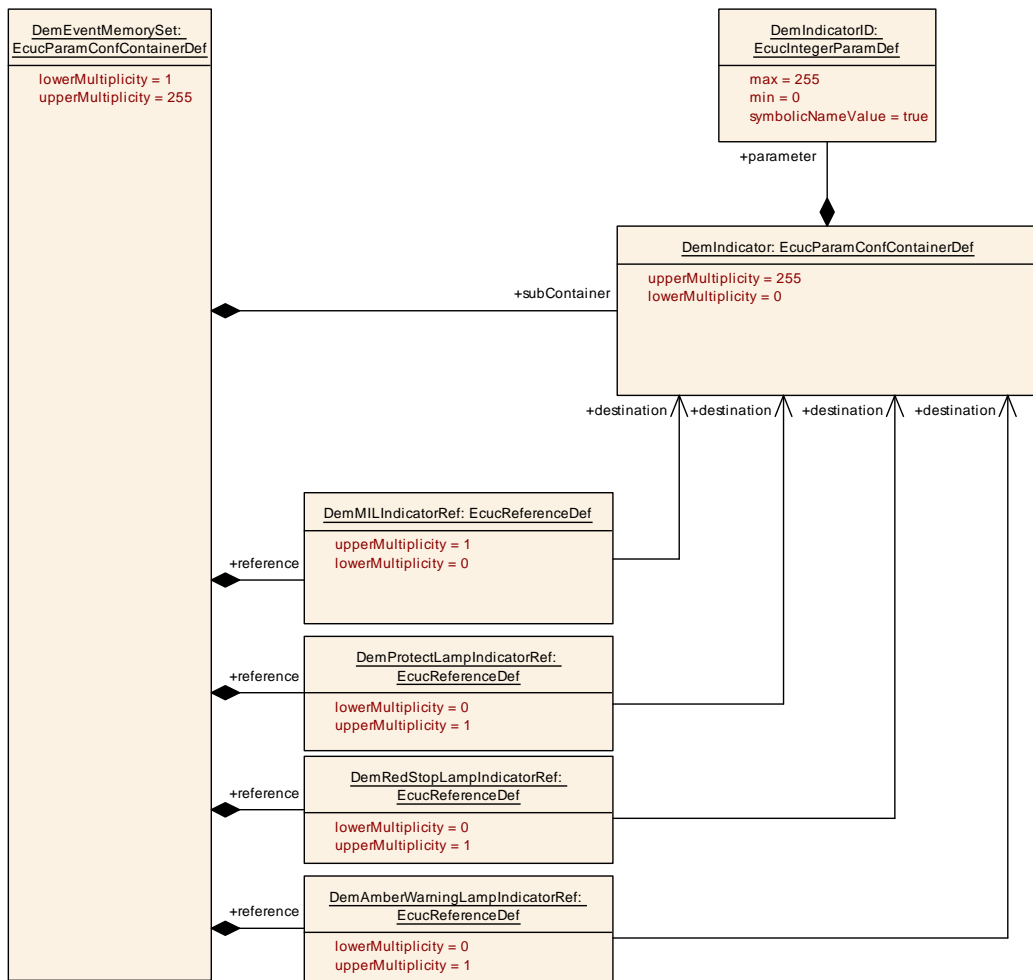 DemEventMemorySet:
EcucParamConfContainerDef
lowerMultiplicity = 1
upperMultiplicity = 255
DemIndicatorID:
EcucIntegerParamDef
max = 255
min = 0
symbolicNameValue = true
+parameter
DemIndicator: EcucParamConfContainerDef
upperMultiplicity = 255
lowerMultiplicity = 0
+subContainer
+destination
+destination
+destination
+destination
DemMILIndicatorRef: EcucReferenceDef
upperMultiplicity = 1
lowerMultiplicity = 0
+reference
DemProtectLampIndicatorRef:
EcucReferenceDef
lowerMultiplicity = 0
upperMultiplicity = 1
+reference
DemRedStopLampIndicatorRef:
EcucReferenceDef
lowerMultiplicity = 0
upperMultiplicity = 1
+reference
DemAmberWarningLampIndicatorRef:
EcucReferenceDef
lowerMultiplicity = 0
upperMultiplicity = 1
+reference